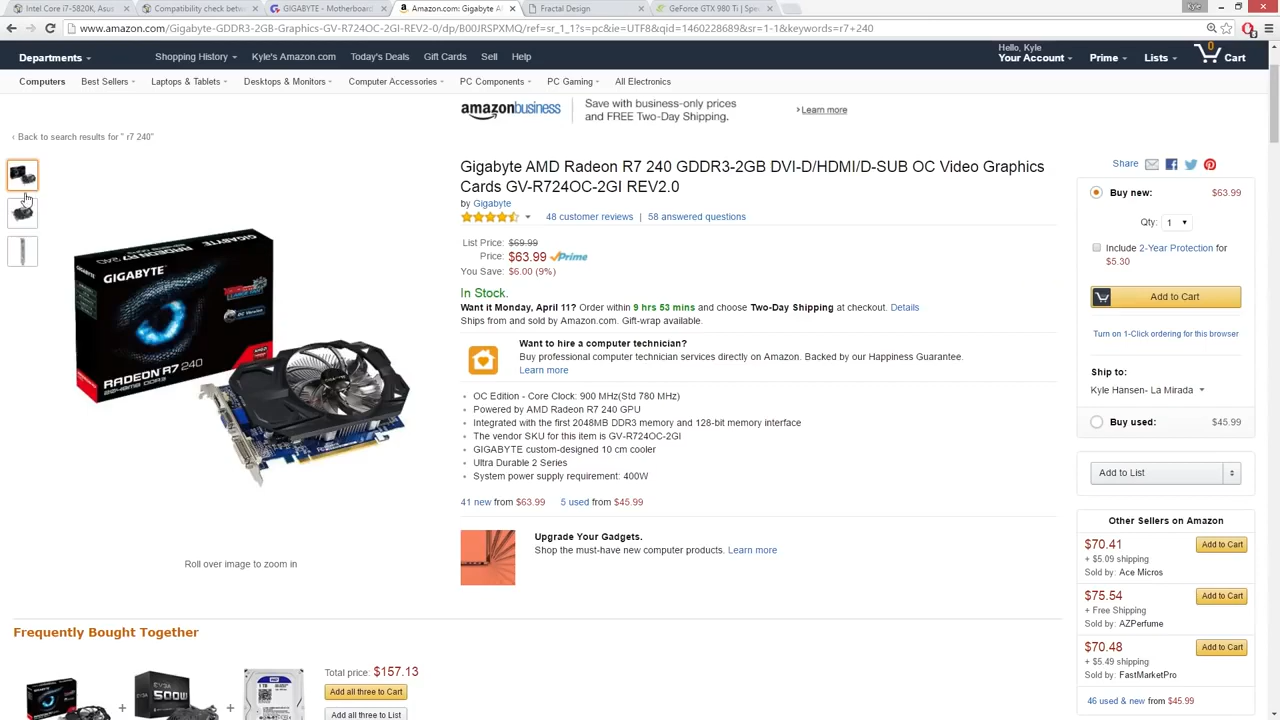 Intel Core i7-5820K, Asus
Compatibility check betwe
GIGABYTE - Motherboard
Amazon.com: Gigabyte A
Fractal Design
GeForce GTX 980 Ti | Spe
Kyle
www.amazon.com/Gigabyte-GDDR3-2GB-Graphics-GV-R724OC-2GI-REV2-0/dp/B00JRSPXMQ/ref=sr_1_1?s=pc&ie=UTF8&qid=1460228689&sr=1-1&keywords=r7+240
Departments
Shopping History
Kyle's Amazon.com
Today's Deals
Gift Cards
Sell
Help
Hello, Kyle
Your Account
Prime
Lists
0
Cart
Computers
Best Sellers
Laptops & Tablets
Desktops & Monitors
Computer Accessories
PC Components
PC Gaming
All Electronics
amazonbusiness
Save with business-only prices
and FREE Two-Day Shipping.
› Learn more
‹ Back to search results for " r7 240"
Gigabyte AMD Radeon R7 240 GDDR3-2GB DVI-D/HDMI/D-SUB OC Video Graphics
Cards GV-R724OC-2GI REV2.0
by Gigabyte
48 customer reviews | 58 answered questions
List Price: $69.99
Price: $63.99 Prime
You Save: $6.00 (9%)
In Stock.
Want it Monday, April 11? Order within 9 hrs 53 mins and choose Two-Day Shipping at checkout. Details
Ships from and sold by Amazon.com. Gift-wrap available.
Want to hire a computer technician?
Buy professional computer technician services directly on Amazon. Backed by our Happiness Guarantee.
Learn more
OC Edition - Core Clock: 900 MHz(Std 780 MHz)
Powered by AMD Radeon R7 240 GPU
Integrated with the first 2048MB DDR3 memory and 128-bit memory interface
The vendor SKU for this item is GV-R724OC-2GI
GIGABYTE custom-designed 10 cm cooler
Ultra Durable 2 Series
System power supply requirement: 400W
41 new from $63.99 5 used from $45.99
Upgrade Your Gadgets.
Shop the must-have new computer products. Learn more
GIGABYTE
OC Version
RADEON R7 240
2048MB DDR3
Roll over image to zoom in
Share
Buy new:
$63.99
Qty: 1
Include 2-Year Protection for
$5.30
Add to Cart
Turn on 1-Click ordering for this browser
Ship to:
Kyle Hansen- La Mirada
Buy used:
$45.99
Add to List
Other Sellers on Amazon
$70.41
Add to Cart
+ $5.09 shipping
Sold by: Ace Micros
$75.54
Add to Cart
+ Free Shipping
Sold by: AZPerfume
$70.48
Add to Cart
+ $5.49 shipping
Sold by: FastMarketPro
46 used & new from $45.99
Frequently Bought Together
EVGA
500W
+
+
Total price: $157.13
Add all three to Cart
Add all three to List